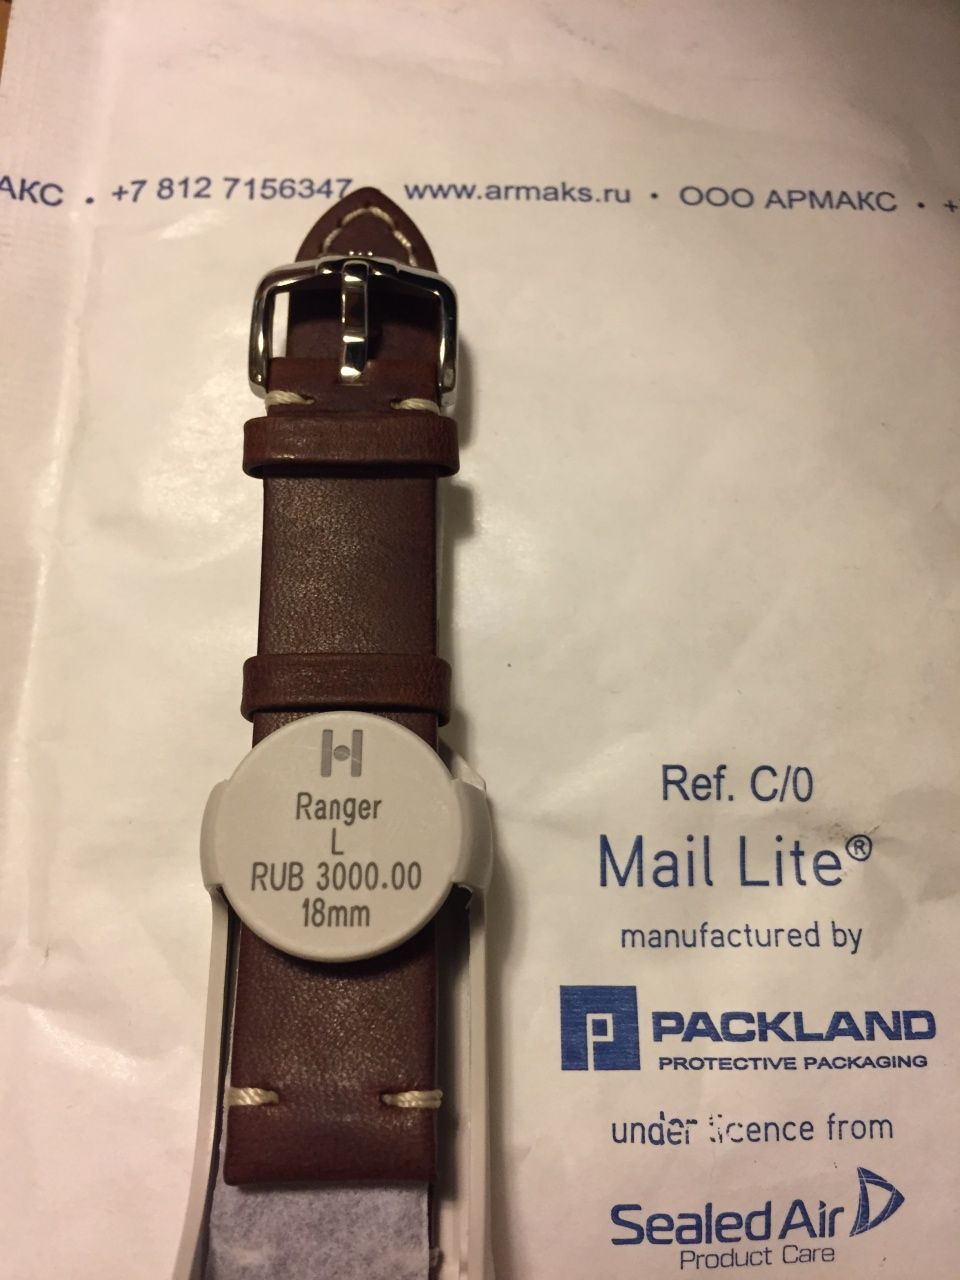 АКС • +7 812 7156347 • www.armaks.ru • ООО АРМАКС • +
H
Ranger
L
RUB 3000.00
18mm
Ref. C/0
Mail Lite®
manufactured by
PACKLAND
PROTECTIVE PACKAGING
under licence from
Sealed Air
Product Care